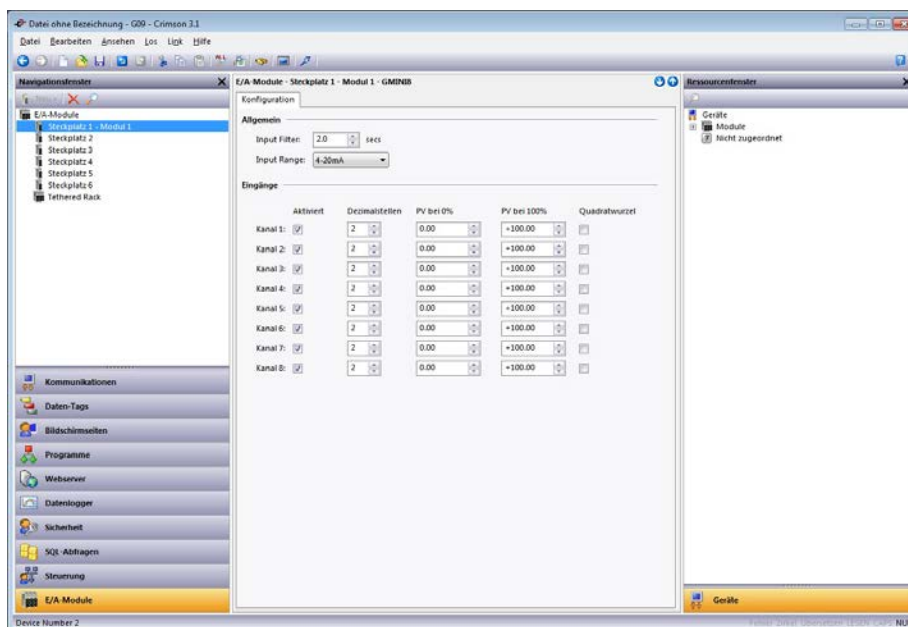 Datei ohne Bezeichnung - G09 - Crimson 3.1
Datei Bearbeiten Ansehen Los Link Hilfe
Navigationsfenster
E/A-Module
Steckplatz 1 - Modul 1
Steckplatz 2
Steckplatz 3
Steckplatz 4
Steckplatz 5
Steckplatz 6
Tethered Rack
Kommunikationen
Daten-Tags
Bildschirmseiten
Programme
Webserver
Datenlogger
Sicherheit
SQL-Abfragen
Steuerung
E/A-Module
E/A-Module - Steckplatz 1 - Modul 1 - GMINI8
Konfiguration
Allgemein
Input Filter: 2.0 secs
Input Range: 4-20mA
Eingänge
Aktiviert Dezimalstellen PV bei 0% PV bei 100% Quadratwurzel
Kanal 1: 2 0.00 +100.00
Kanal 2: 2 0.00 +100.00
Kanal 3: 2 0.00 +100.00
Kanal 4: 2 0.00 +100.00
Kanal 5: 2 0.00 +100.00
Kanal 6: 2 0.00 +100.00
Kanal 7: 2 0.00 +100.00
Kanal 8: 2 0.00 +100.00
Ressourcenfenster
Geräte
Module
Nicht zugeordnet
Geräte
Device Number 2
CAPS NU